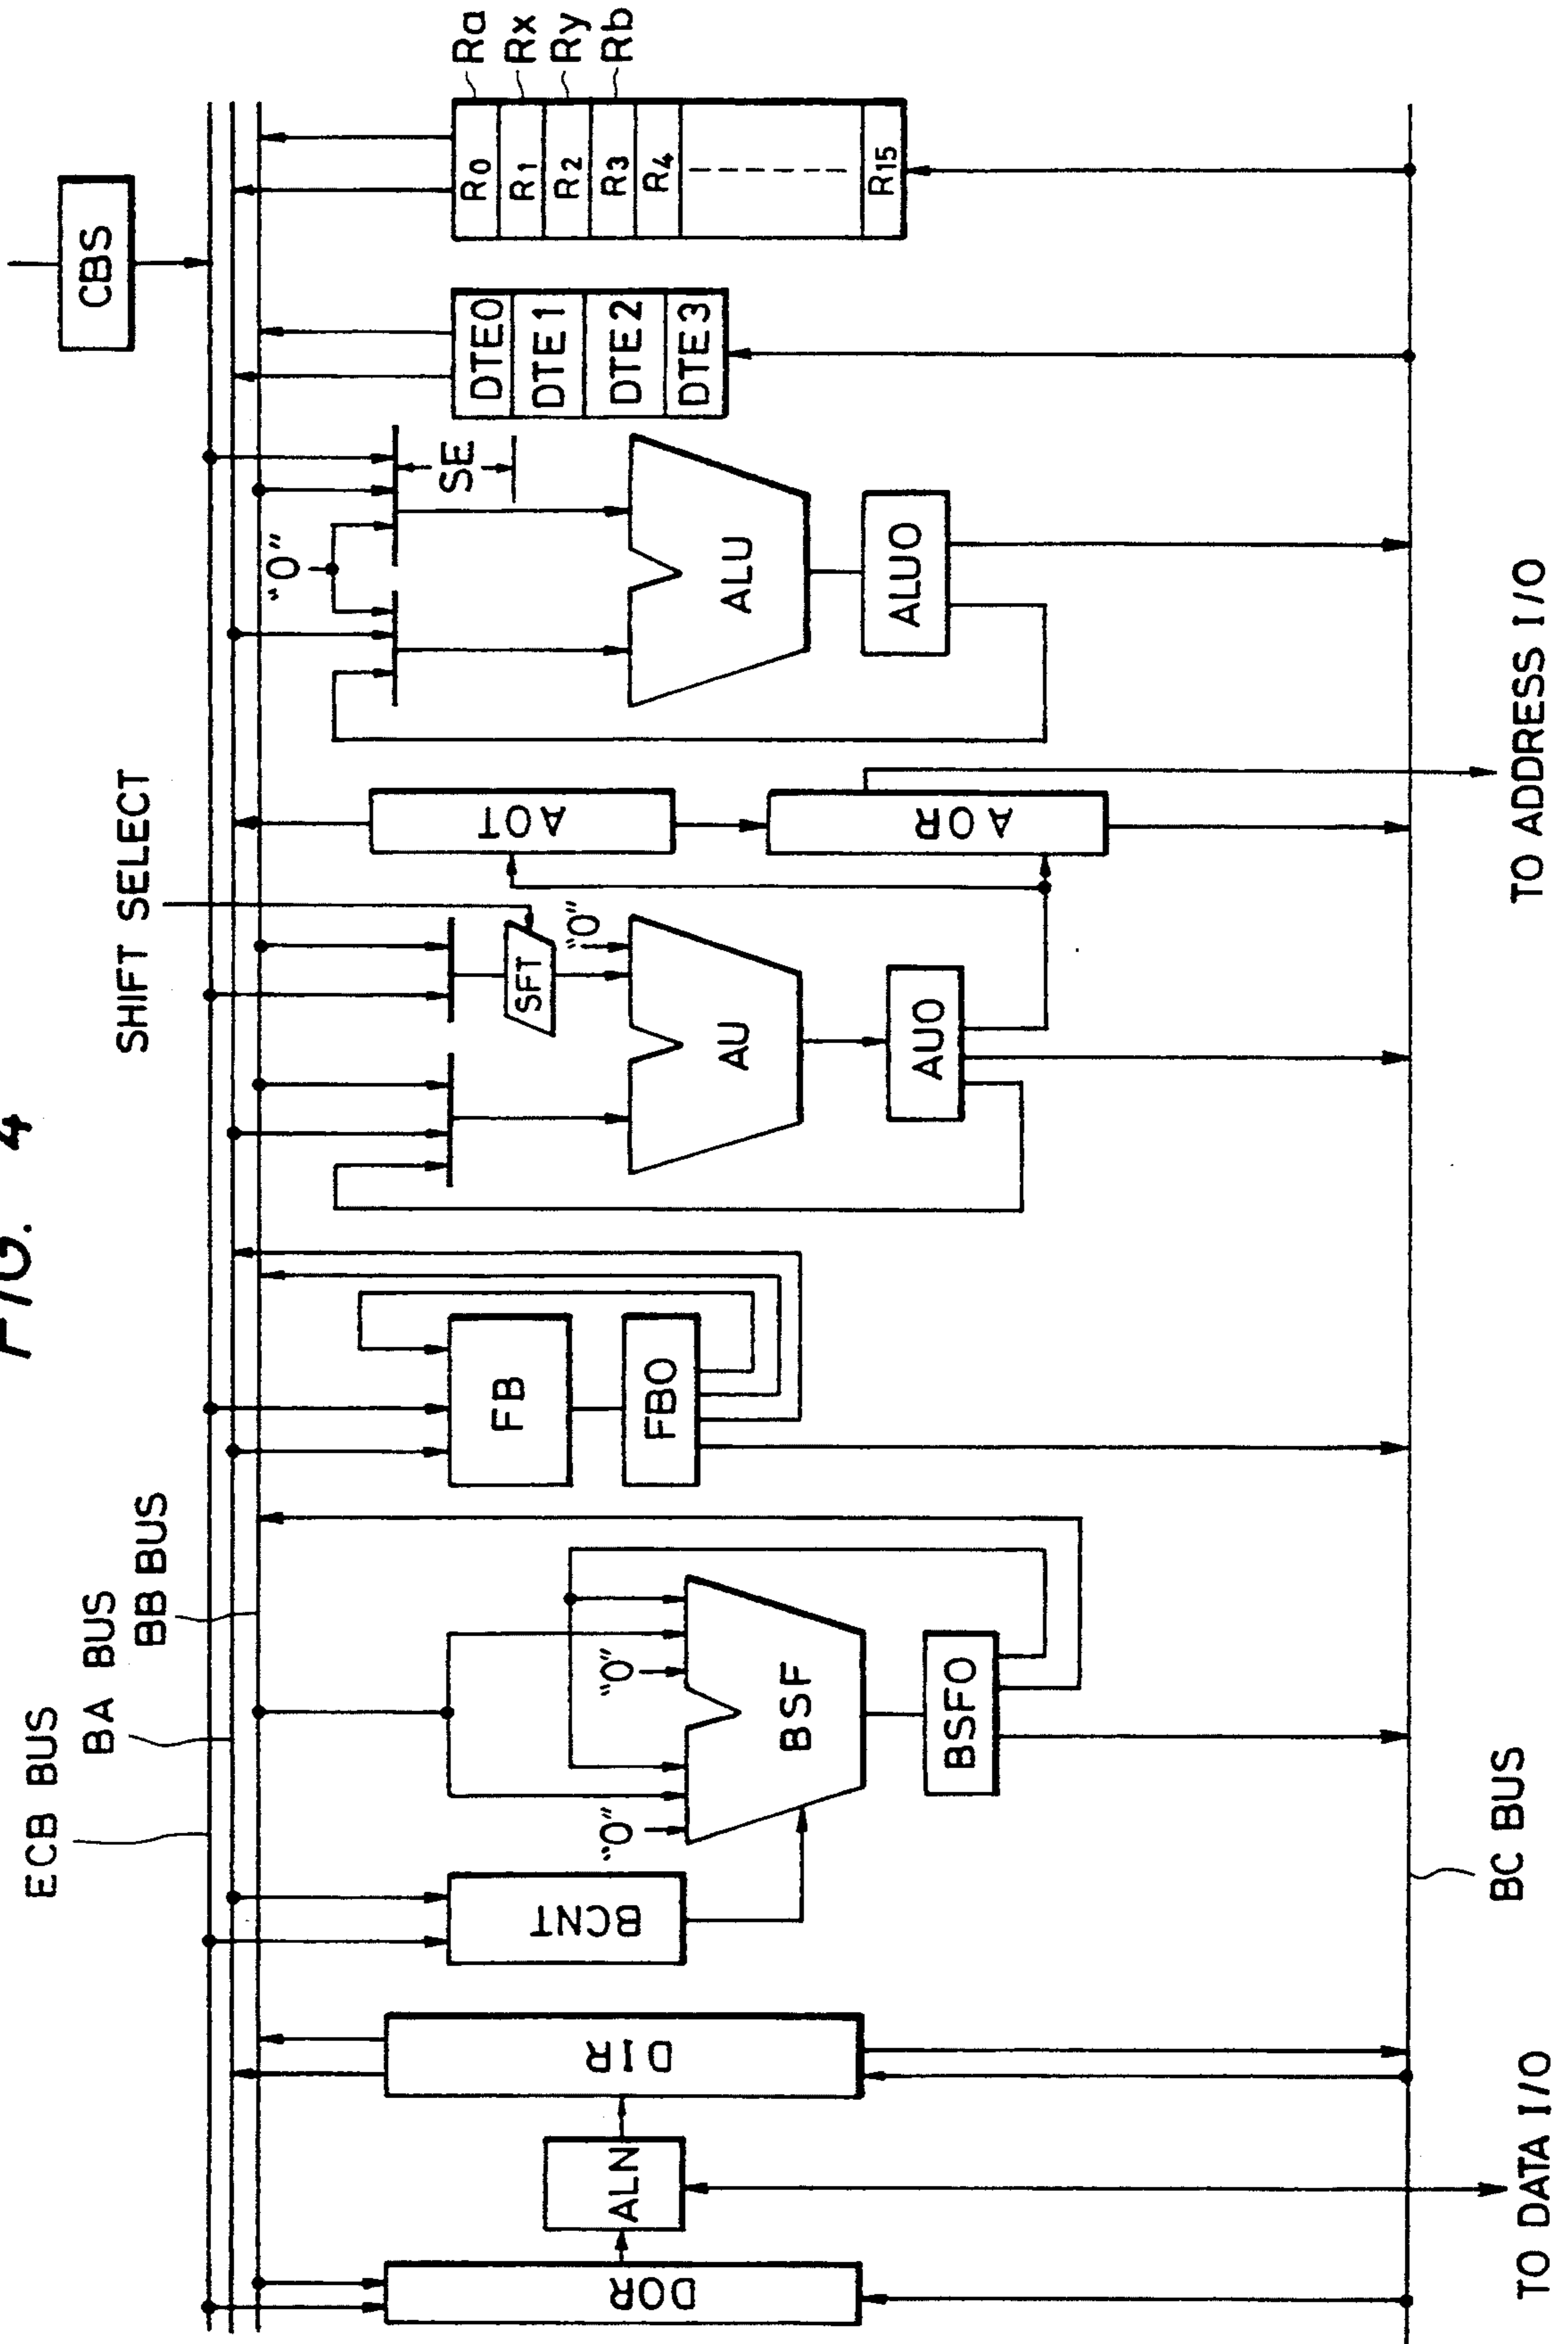 FIG. 4
ECB BUS
BA BUS
BB BUS
SHIFT SELECT
CBS
DOR
ALN
DIR
BCNT
"0"
"0"
BSF
BSFO
FB
FBO
SFT
"0"
AU
AUO
AOT
AOR
"0"
SE
ALU
ALUO
DTE0
DTE1
DTE2
DTE3
R0
R1
R2
R3
R4
R15
Ra
Rx
Ry
Rb
TO DATA I/O
BC BUS
TO ADDRESS I/O